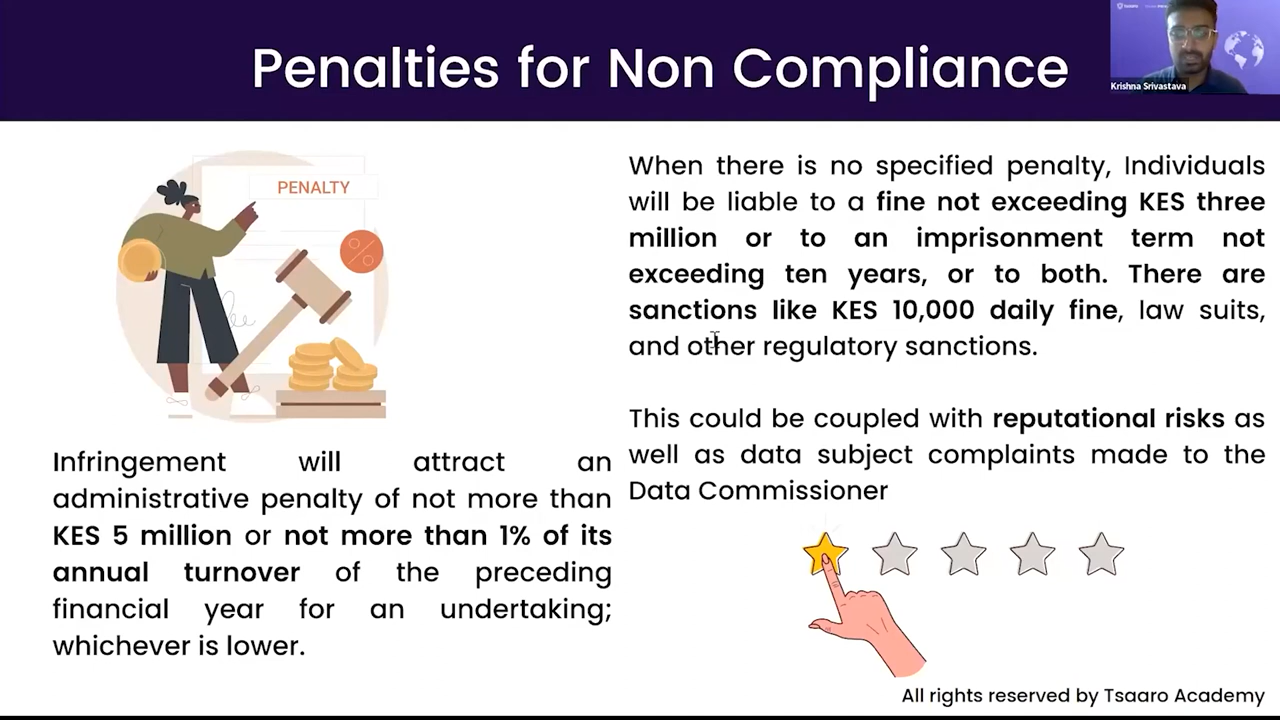 Penalties for Non Compliance
Krishna Srivastava
PENALTY
%
Infringement will attract an
administrative penalty of not more than
KES 5 million or not more than 1% of its
annual turnover of the preceding
financial year for an undertaking;
whichever is lower.
When there is no specified penalty, Individuals
will be liable to a fine not exceeding KES three
million or to an imprisonment term not
exceeding ten years, or to both. There are
sanctions like KES 10,000 daily fine, law suits,
and other regulatory sanctions.
This could be coupled with reputational risks as
well as data subject complaints made to the
Data Commissioner
All rights reserved by Tsaaro Academy